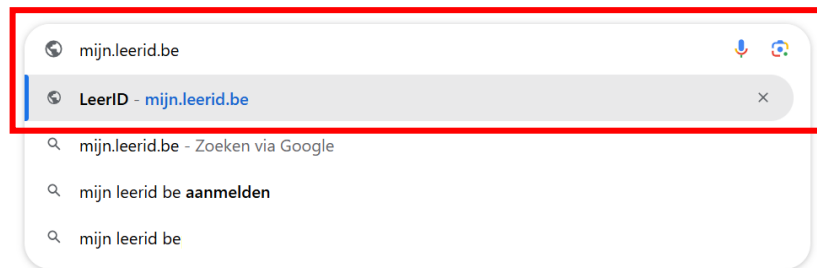 mijn.leerid.be
LeerID - mijn.leerid.be
mijn.leerid.be - Zoeken via Google
mijn leerid be aanmelden
mijn leerid be